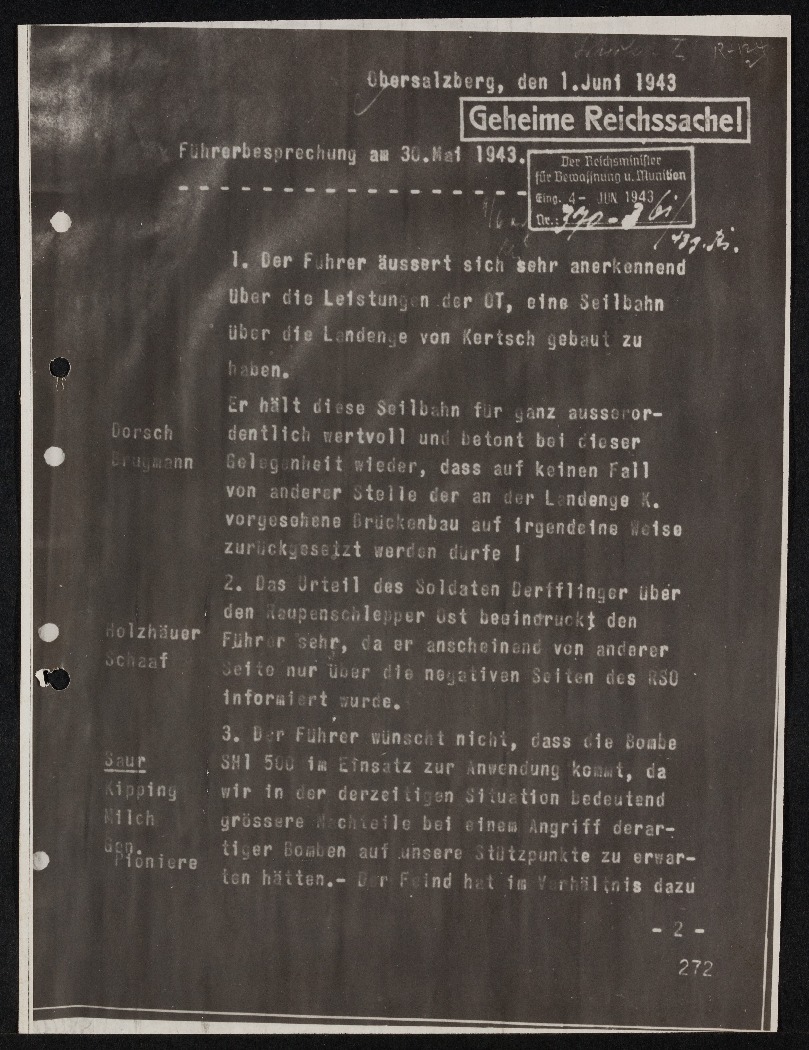 Obersalzberg, den 1.Juni 1943
Geheime Reichssache!
Führerbesprechung am 30.Mai 1943.
Der Reichsminister
für Bewaffnung u. Munition
Eing. 4- JUN 1943
Nr.: 370-
1. Der Führer äussert sich sehr anerkennend
über die Leistungen der OT, eine Seilbahn
über die Landenge von Kertsch gebaut zu
haben.
Er hält diese Seilbahn für ganz ausseror-
Dorsch dentlich wertvoll und betont bei dieser
Brugmann Gelegenheit wieder, dass auf keinen Fall
von anderer Stelle der an der Landenge K.
vorgesehene Brückenbau auf irgendeine Weise
zurückgesetzt werden dürfe !
2. Das Urteil des Soldaten Derfflinger über
den Raupenschlepper Ost beeindruckt den
Holzhäuer Führer sehr, da er anscheinend von anderer
Schaaf Seite nur über die negativen Seiten des RSO
informiert wurde.
3. Der Führer wünscht nicht, dass die Bombe
Saur SHl 500 im Einsatz zur Anwendung kommt, da
Kipping wir in der derzeitigen Situation bedeutend
Milch grössere Nachteile bei einem Angriff derar-
Gen. tiger Bomben auf unsere Stützpunkte zu erwar-
Pioniere ten hätten.- Der Feind hat im Verhältnis dazu
- 2 -
272